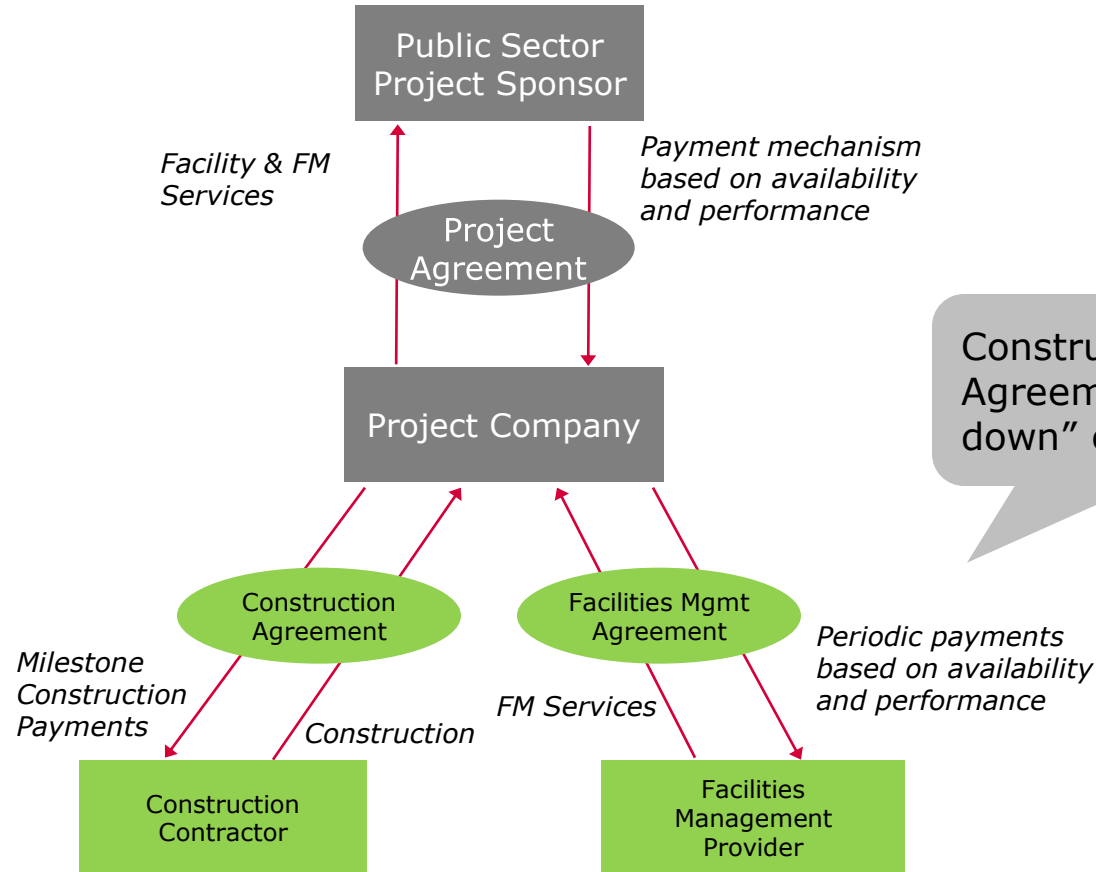 Public Sector
Project Sponsor
Facility & FM
Services
Payment mechanism
based on availability
and performance
Project
Agreement
Project Company
Constru
Agreem
down”
Construction
Agreement
Facilities Mgmt
Agreement
Milestone
Construction
Payments
Construction
FM Services
Periodic payments
based on availability
and performance
Construction
Contractor
Facilities
Management
Provider